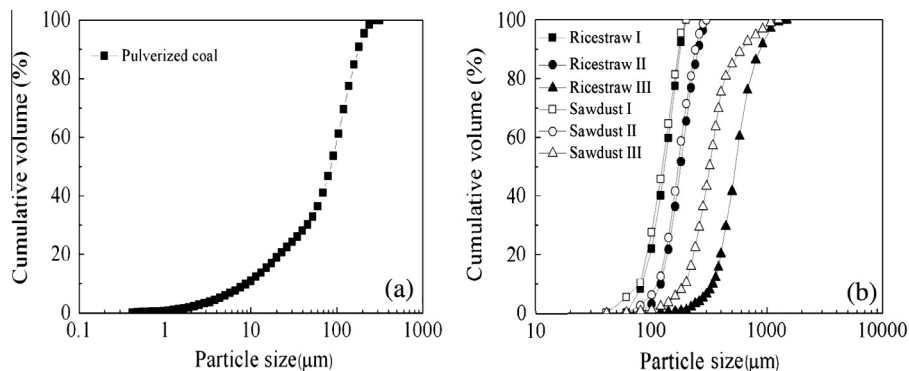 Cumulative volume (%)
100
80
60
40
20
0
Pulverized coal
(a)
0.1
1
10
100
1000
Particle size(μm)
Cumulative volume (%)
100
80
60
40
20
0
Ricestraw I
Ricestraw II
Ricestraw III
Sawdust I
Sawdust II
Sawdust III
(b)
10
100
1000
10000
Particle size(μm)